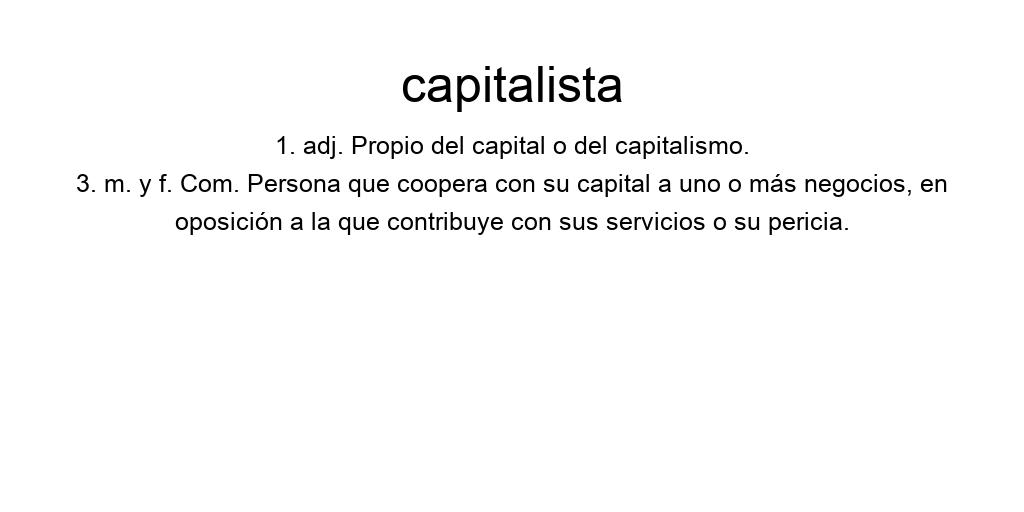 capitalista
1. adj. Propio del capital o del capitalismo.
3. m. y f. Com. Persona que coopera con su capital a uno o más negocios, en
oposición a la que contribuye con sus servicios o su pericia.